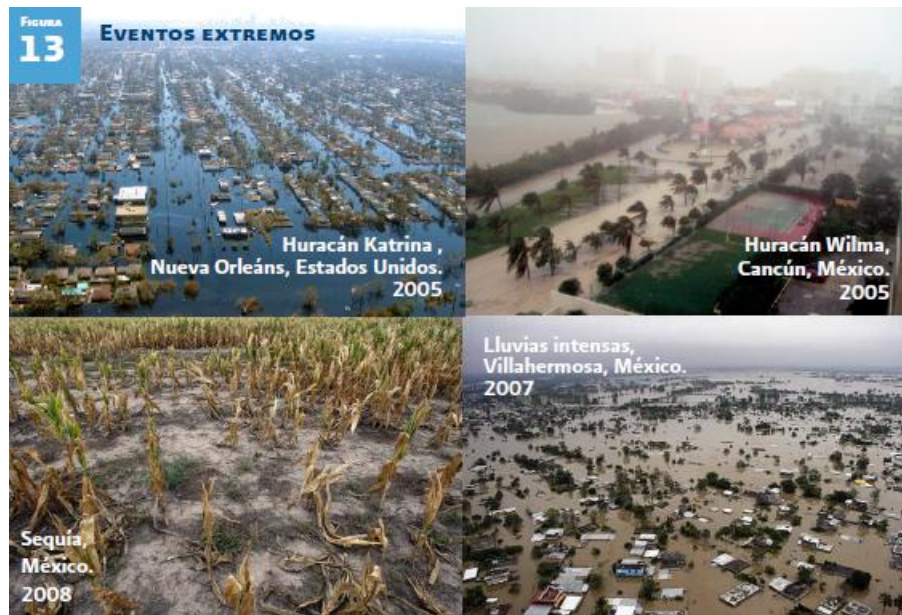 FIGURA
13
EVENTOS EXTREMOS
Huracán Katrina ,
Nueva Orleáns, Estados Unidos.
2005
Huracán Wilma,
Cancún, México.
2005
Sequía,
México.
2008
Lluvias intensas,
Villahermosa, México.
2007